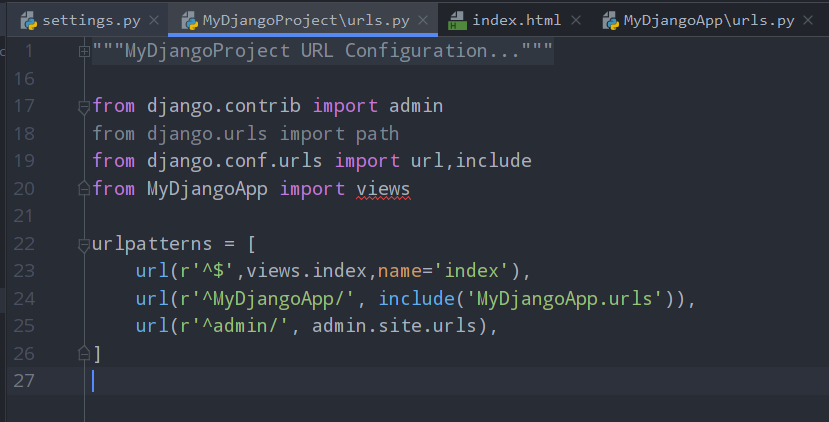 settings.py × MyDjangoProject\urls.py × index.html × MyDjangoApp\urls.py ×
1 """MyDjangoProject URL Configuration..."""
16
17 from django.contrib import admin
18 from django.urls import path
19 from django.conf.urls import url,include
20 from MyDjangoApp import views
21
22 urlpatterns = [
23 url(r'^$',views.index,name='index'),
24 url(r'^MyDjangoApp/', include('MyDjangoApp.urls')),
25 url(r'^admin/', admin.site.urls),
26 ]
27